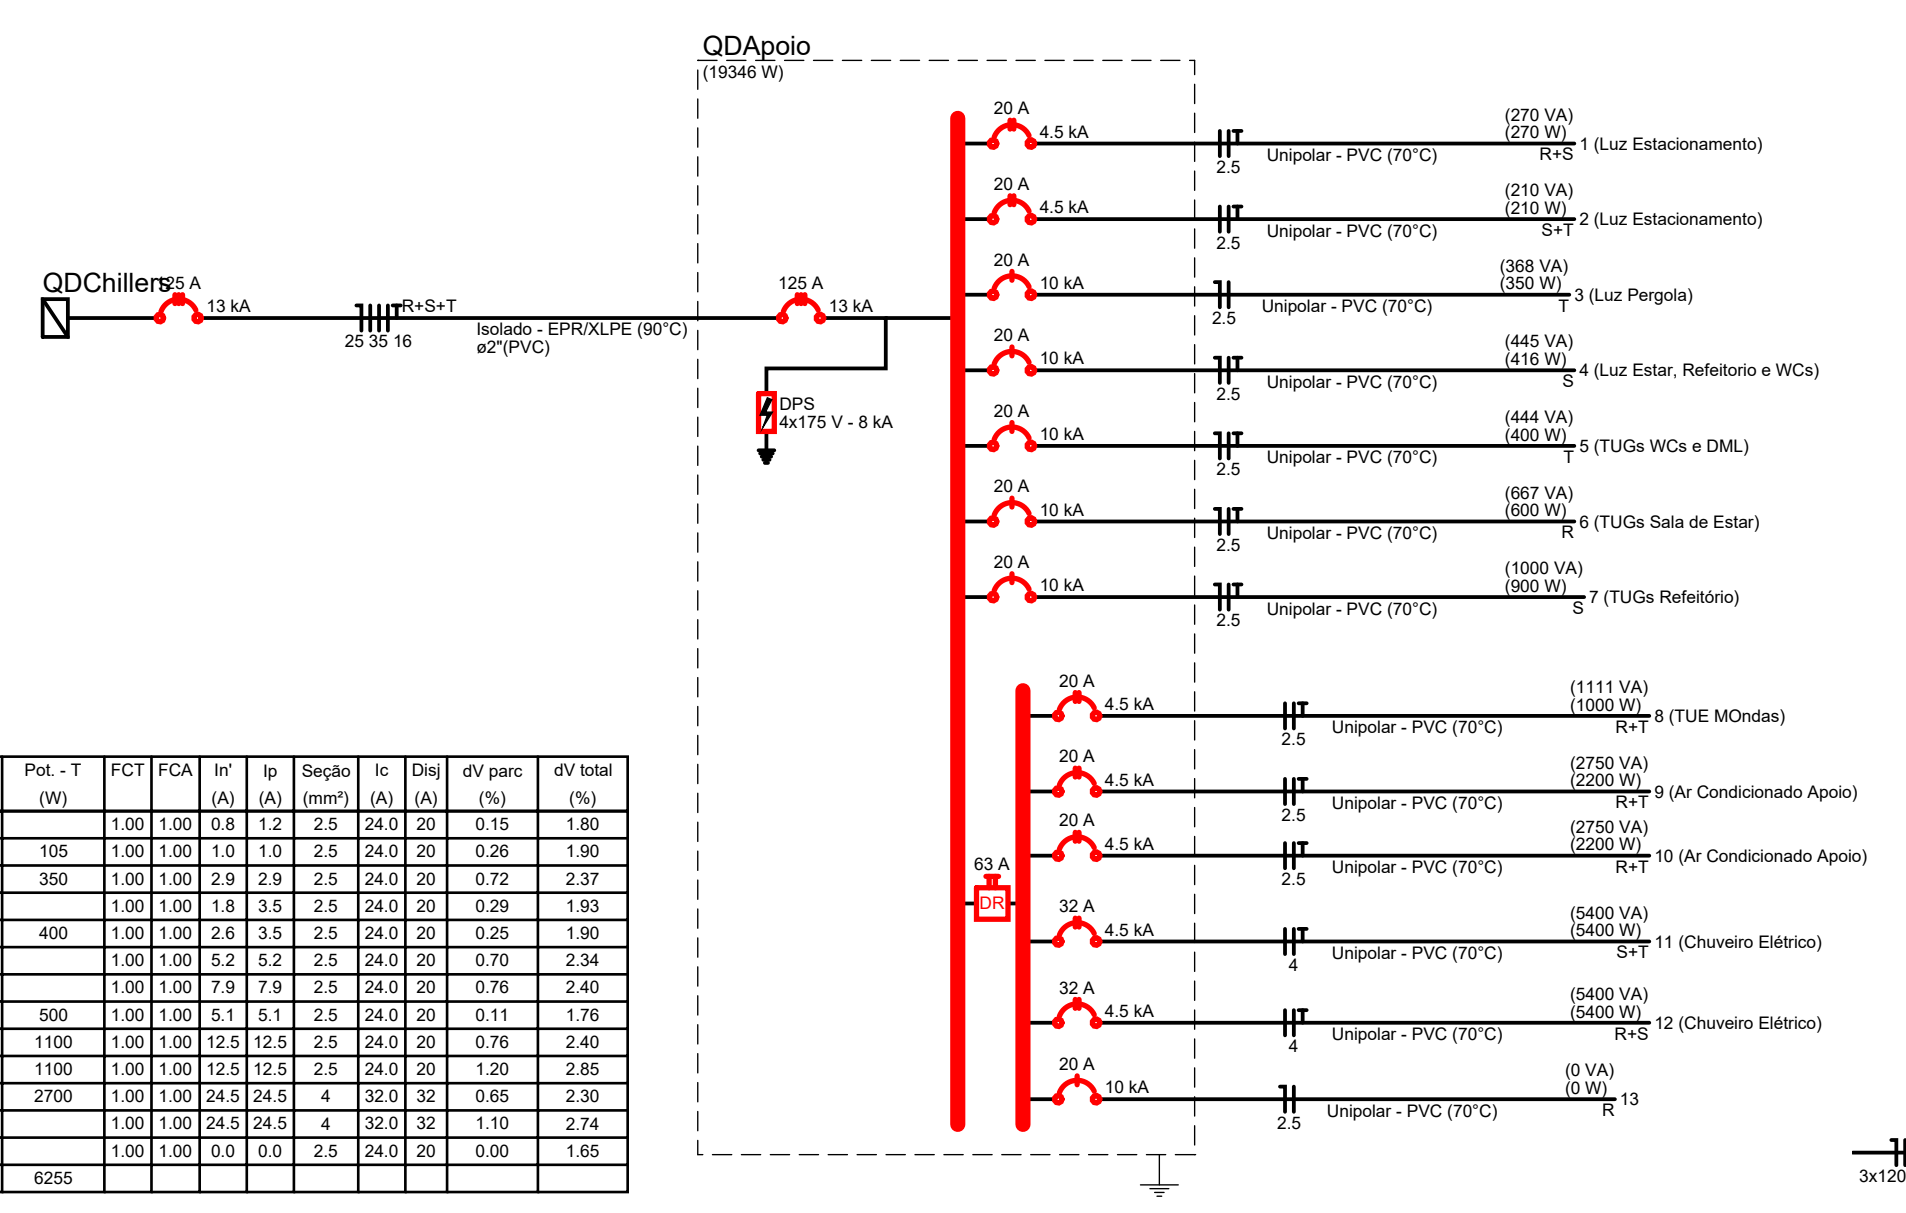 QDApoio
(19346 W)
QDChillers
125 A
13 kA
R+S+T
25 35 16
Isolado - EPR/XLPE (90°C)
ø2"(PVC)
125 A
13 kA
DPS
4x175 V - 8 kA
20 A
4.5 kA
2.5
Unipolar - PVC (70°C)
(270 VA)
(270 W)
R+S
1 (Luz Estacionamento)
20 A
4.5 kA
2.5
Unipolar - PVC (70°C)
(210 VA)
(210 W)
S+T
2 (Luz Estacionamento)
20 A
10 kA
2.5
Unipolar - PVC (70°C)
(368 VA)
(350 W)
T
3 (Luz Pergola)
20 A
10 kA
2.5
Unipolar - PVC (70°C)
(445 VA)
(416 W)
S
4 (Luz Estar, Refeitorio e WCs)
20 A
10 kA
2.5
Unipolar - PVC (70°C)
(444 VA)
(400 W)
T
5 (TUGs WCs e DML)
20 A
10 kA
2.5
Unipolar - PVC (70°C)
(667 VA)
(600 W)
R
6 (TUGs Sala de Estar)
20 A
10 kA
2.5
Unipolar - PVC (70°C)
(1000 VA)
(900 W)
S
7 (TUGs Refeitório)
63 A
DR
20 A
4.5 kA
2.5
Unipolar - PVC (70°C)
(1111 VA)
(1000 W)
R+T
8 (TUE MOndas)
20 A
4.5 kA
2.5
Unipolar - PVC (70°C)
(2750 VA)
(2200 W)
R+T
9 (Ar Condicionado Apoio)
20 A
4.5 kA
2.5
Unipolar - PVC (70°C)
(2750 VA)
(2200 W)
R+T
10 (Ar Condicionado Apoio)
32 A
4.5 kA
4
Unipolar - PVC (70°C)
(5400 VA)
(5400 W)
S+T
11 (Chuveiro Elétrico)
32 A
4.5 kA
4
Unipolar - PVC (70°C)
(5400 VA)
(5400 W)
R+S
12 (Chuveiro Elétrico)
20 A
10 kA
2.5
Unipolar - PVC (70°C)
(0 VA)
(0 W)
R
13
3x120
Pot. - T FCT FCA In' Ip Seção Ic Disj dV parc dV total
(W) (A) (A) (mm²) (A) (A) (%) (%)
1.00 1.00 0.8 1.2 2.5 24.0 20 0.15 1.80
105 1.00 1.00 1.0 1.0 2.5 24.0 20 0.26 1.90
350 1.00 1.00 2.9 2.9 2.5 24.0 20 0.72 2.37
1.00 1.00 1.8 3.5 2.5 24.0 20 0.29 1.93
400 1.00 1.00 2.6 3.5 2.5 24.0 20 0.25 1.90
1.00 1.00 5.2 5.2 2.5 24.0 20 0.70 2.34
1.00 1.00 7.9 7.9 2.5 24.0 20 0.76 2.40
500 1.00 1.00 5.1 5.1 2.5 24.0 20 0.11 1.76
1100 1.00 1.00 12.5 12.5 2.5 24.0 20 0.76 2.40
1100 1.00 1.00 12.5 12.5 2.5 24.0 20 1.20 2.85
2700 1.00 1.00 24.5 24.5 4 32.0 32 0.65 2.30
1.00 1.00 24.5 24.5 4 32.0 32 1.10 2.74
1.00 1.00 0.0 0.0 2.5 24.0 20 0.00 1.65
6255